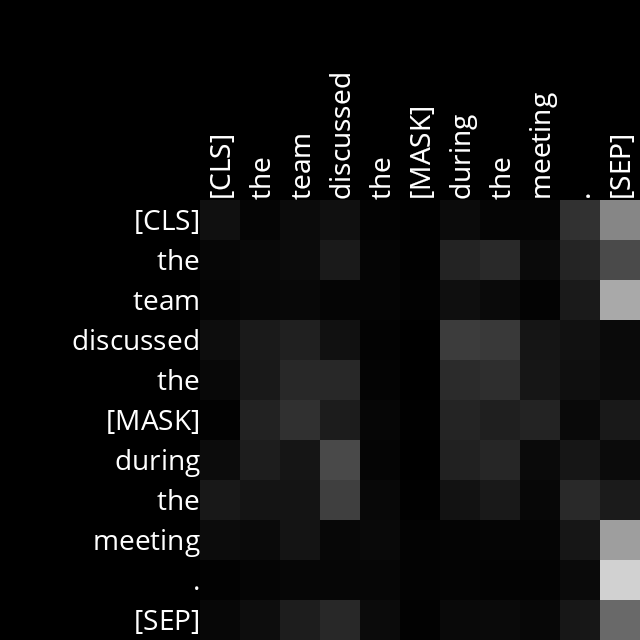 [CLS]
the
team
discussed
the
[MASK]
during
the
meeting
.
[SEP]
[CLS]
the
team
discussed
the
[MASK]
during
the
meeting
.
[SEP]